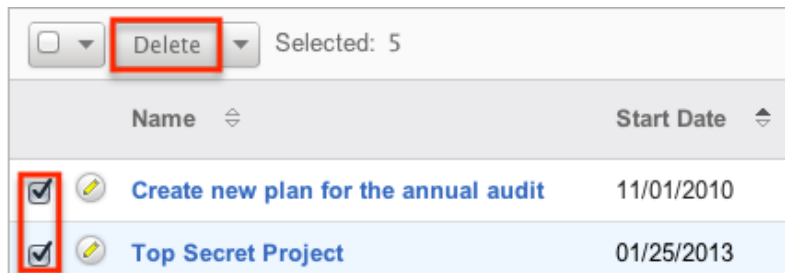 Delete Selected: 5
Name Start Date
Create new plan for the annual audit 11/01/2010
Top Secret Project 01/25/2013